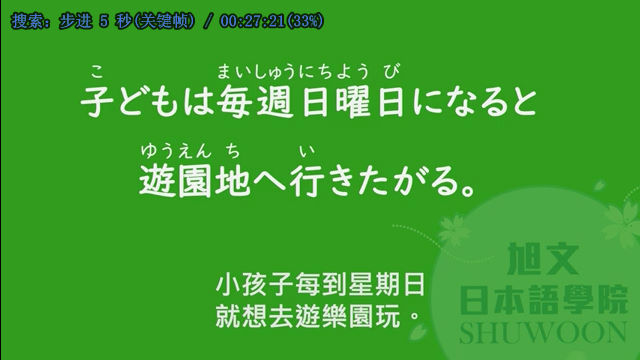 搜索: 步进 5 秒(关键帧) / 00:27:21(33%)
こ まいしゅうにちよう び
子どもは毎週日曜日になると
ゆうえん ち い
遊園地へ行きたがる。
小孩子每到星期日
就想去遊樂園玩。
旭文
日本語學院
SHUWOON